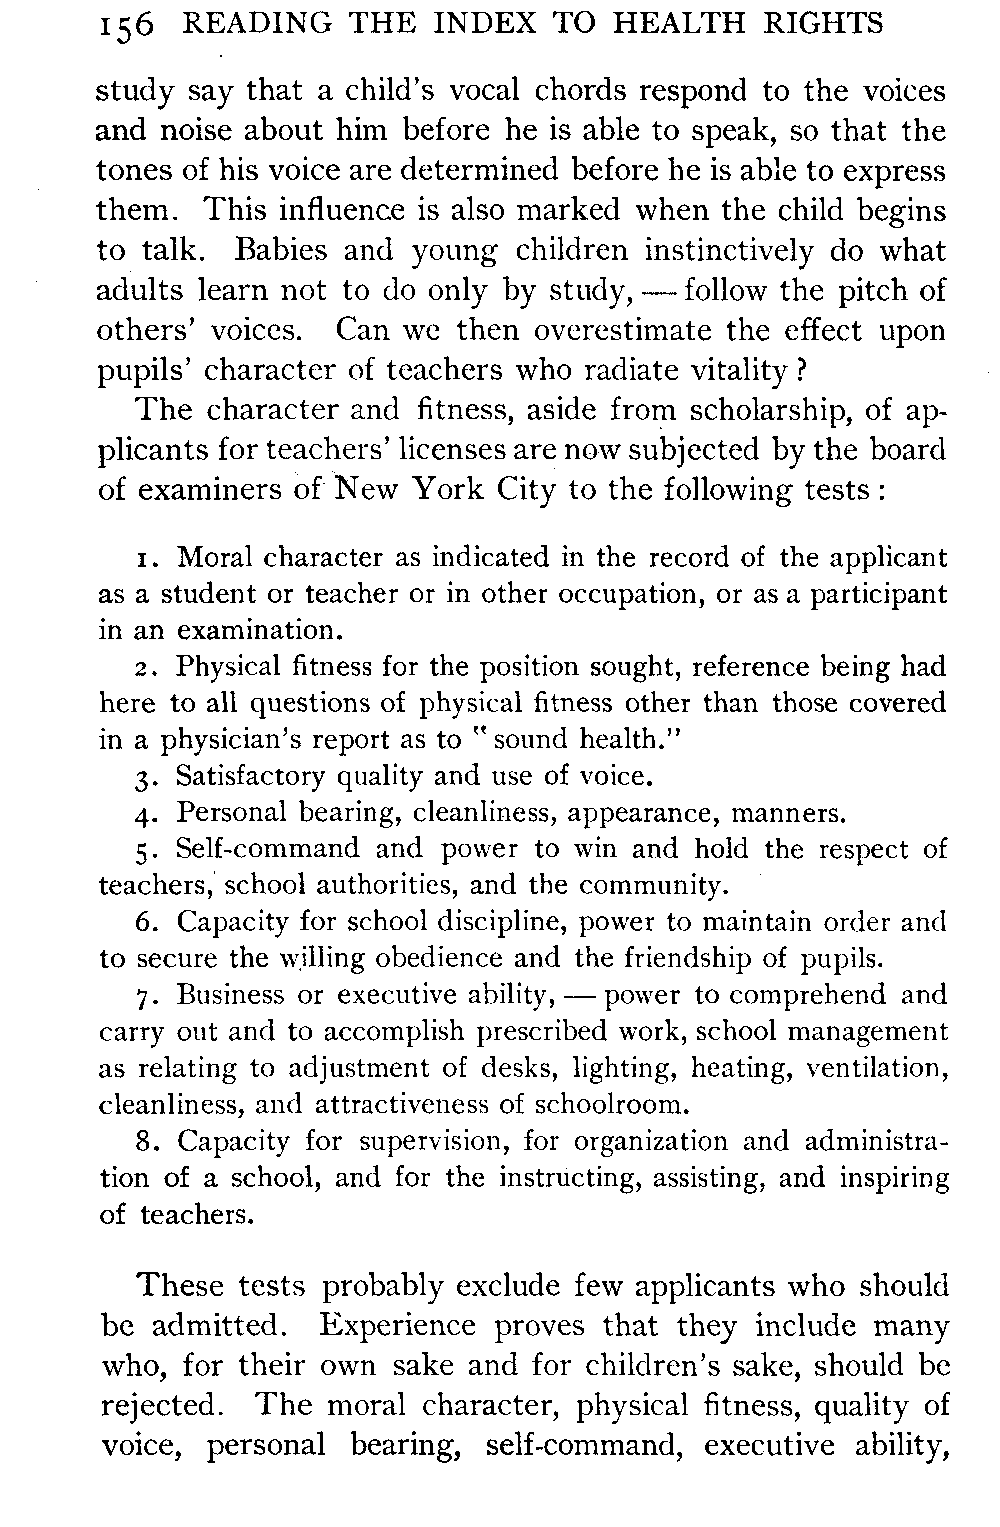 156 READING THE INDEX TO HEALTH RIGHTS
study say that a child's vocal chords respond to the voices
and noise about him before he is able to speak, so that the
tones of his voice are determined before he is able to express
them. This influence is also marked when the child begins
to talk. Babies and young children instinctively do what
adults learn not to do only by study, — follow the pitch of
others' voices. Can we then overestimate the effect upon
pupils' character of teachers who radiate vitality?
The character and fitness, aside from scholarship, of ap-
plicants for teachers' licenses are now subjected by the board
of examiners of New York City to the following tests:
1. Moral character as indicated in the record of the applicant
as a student or teacher or in other occupation, or as a participant
in an examination.
2. Physical fitness for the position sought, reference being had
here to all questions of physical fitness other than those covered
in a physician's report as to "sound health."
3. Satisfactory quality and use of voice.
4. Personal bearing, cleanliness, appearance, manners.
5. Self-command and power to win and hold the respect of
teachers, school authorities, and the community.
6. Capacity for school discipline, power to maintain order and
to secure the willing obedience and the friendship of pupils.
7. Business or executive ability, — power to comprehend and
carry out and to accomplish prescribed work, school management
as relating to adjustment of desks, lighting, heating, ventilation,
cleanliness, and attractiveness of schoolroom.
8. Capacity for supervision, for organization and administra-
tion of a school, and for the instructing, assisting, and inspiring
of teachers.
These tests probably exclude few applicants who should
be admitted. Experience proves that they include many
who, for their own sake and for children's sake, should be
rejected. The moral character, physical fitness, quality of
voice, personal bearing, self-command, executive ability,